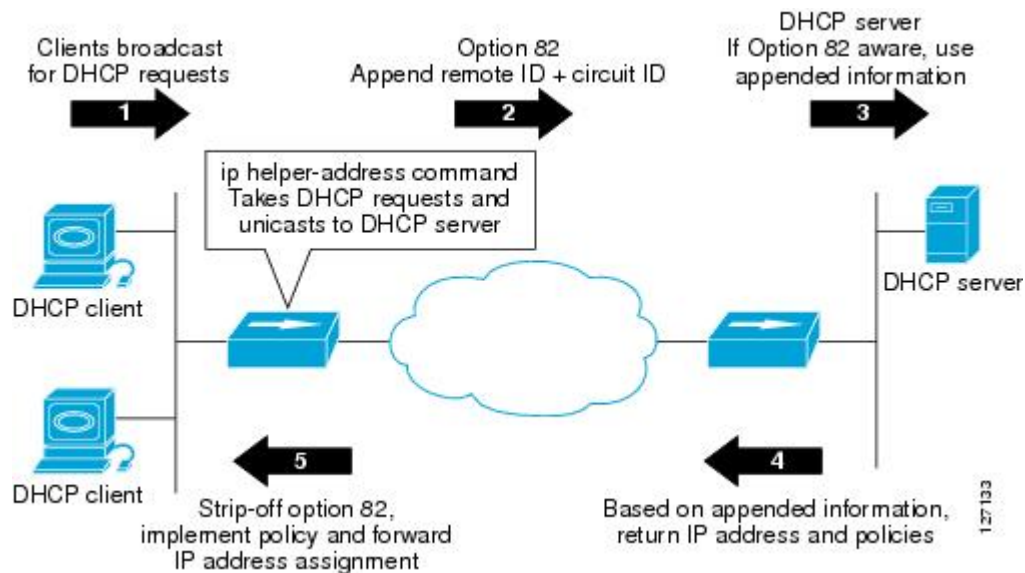 Clients broadcast
for DHCP requests
1
Option 82
Append remote ID + circuit ID
2
DHCP server
If Option 82 aware, use
appended information
3
ip helper-address command
Takes DHCP requests and
unicasts to DHCP server
DHCP client
DHCP server
DHCP client
5
Strip-off option 82,
implement policy and forward
IP address assignment
4
Based on appended information,
return IP address and policies
127133